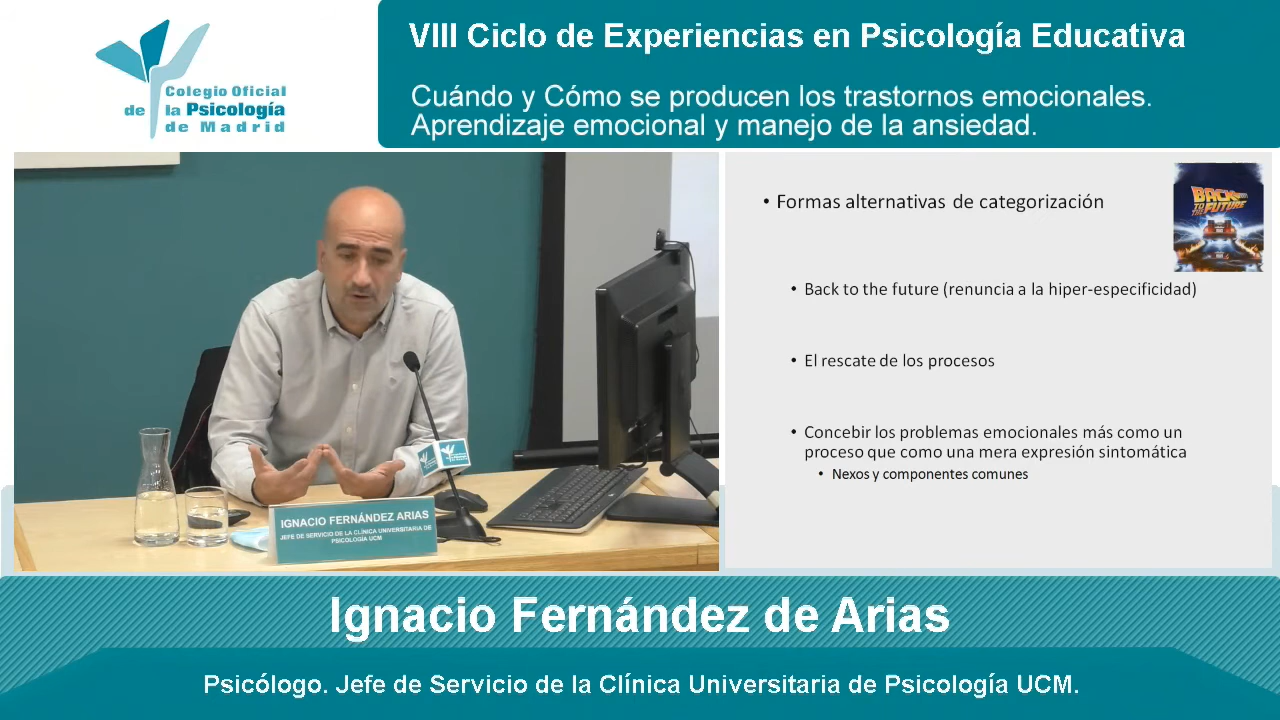 Colegio Oficial
de la Psicología
de Madrid
VIII Ciclo de Experiencias en Psicología Educativa
Cuándo y Cómo se producen los trastornos emocionales.
Aprendizaje emocional y manejo de la ansiedad.
• Formas alternativas de categorización
BACK
TO THE
FUTURE
• Back to the future (renuncia a la hiper-especificidad)
• El rescate de los procesos
• Concebir los problemas emocionales más como un
proceso que como una mera expresión sintomática
• Nexos y componentes comunes
IGNACIO FERNÁNDEZ ARIAS
JEFE DE SERVICIO DE LA CLÍNICA UNIVERSITARIA DE
PSICOLOGÍA UCM
Ignacio Fernández de Arias
Psicólogo. Jefe de Servicio de la Clínica Universitaria de Psicología UCM.